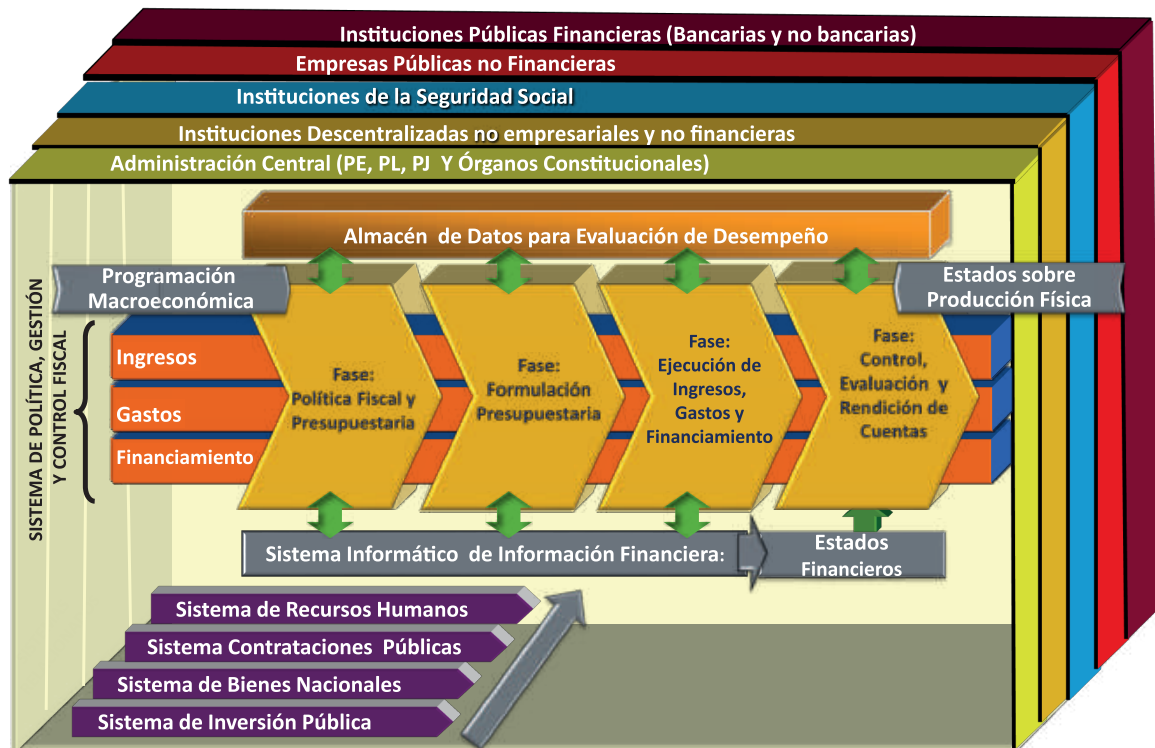 Instituciones Públicas Financieras (Bancarias y no bancarias)
Empresas Públicas no Financieras
Instituciones de la Seguridad Social
Instituciones Descentralizadas no empresariales y no financieras
Administración Central (PE, PL, PJ Y Órganos Constitucionales)
Almacén de Datos para Evaluación de Desempeño
Programación
Macroeconómica
Estados sobre
Producción Física
SISTEMA DE POLÍTICA, GESTIÓN
Y CONTROL FISCAL
Ingresos
Gastos
Financiamiento
Fase:
Política Fiscal y
Presupuestaria
Fase:
Formulación
Presupuestaria
Fase:
Ejecución de
Ingresos,
Gastos y
Financiamiento
Fase:
Control,
Evaluación y
Rendición de
Cuentas
Sistema Informático de Información Financiera:
Estados
Financieros
Sistema de Recursos Humanos
Sistema Contrataciones Públicas
Sistema de Bienes Nacionales
Sistema de Inversión Pública